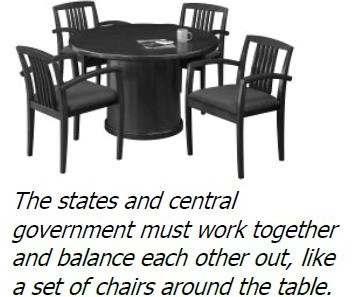 The states and central
government must work together
and balance each other out, like
a set of chairs around the table.